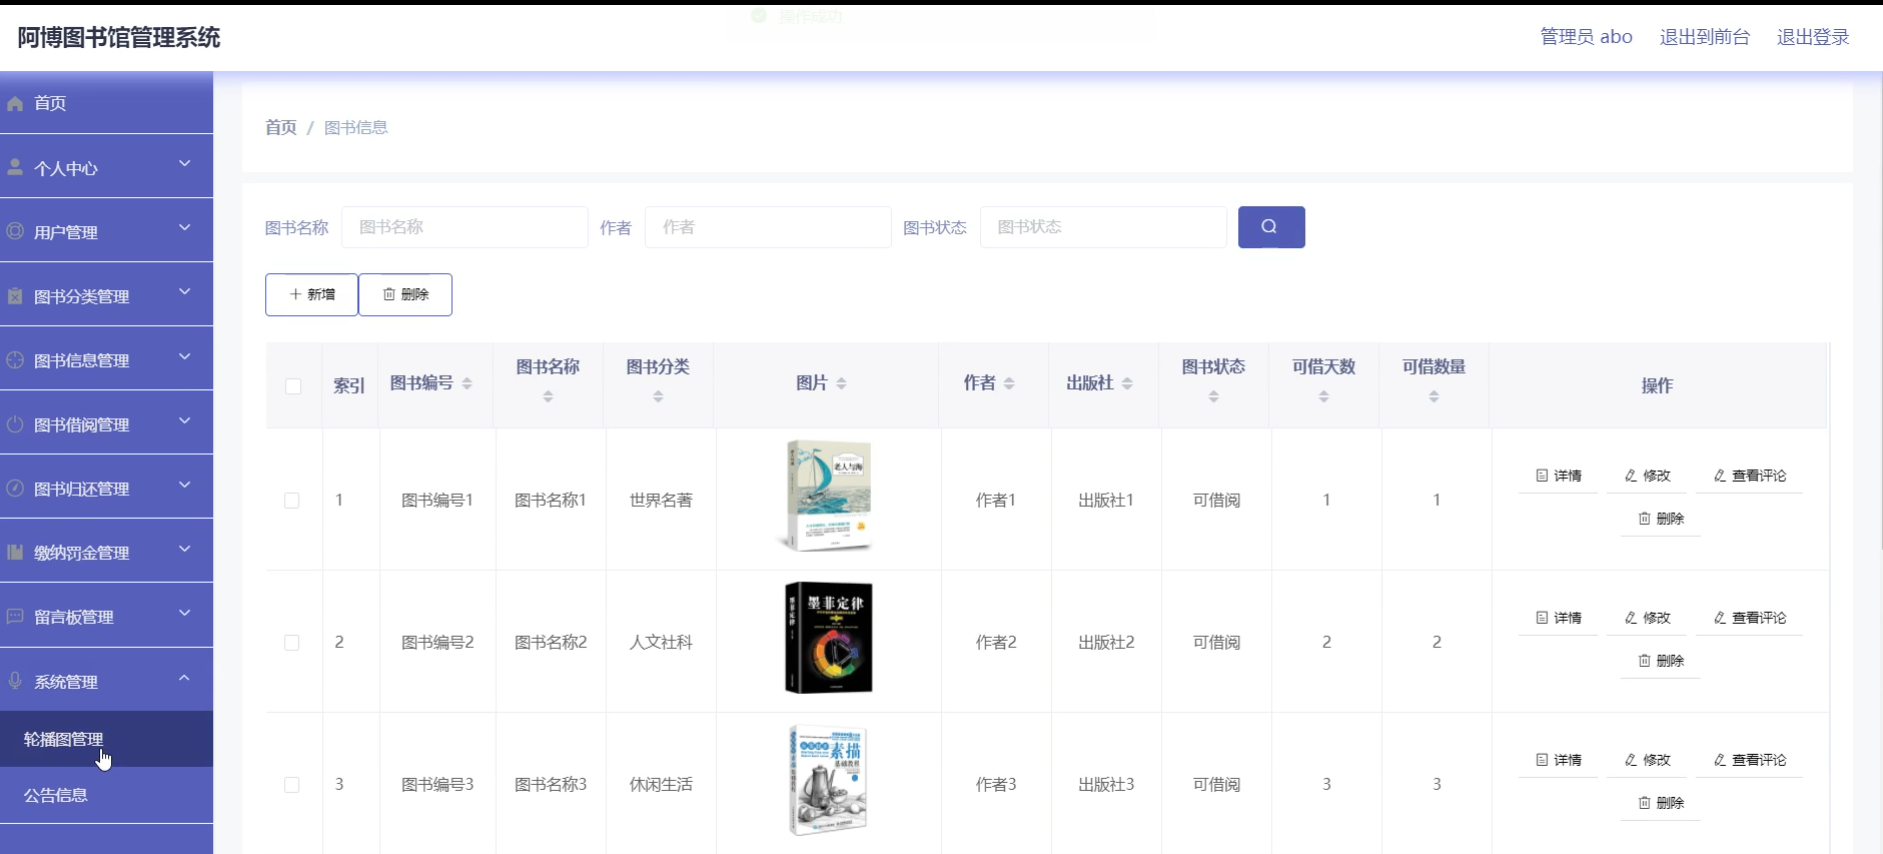 操作成功
阿博图书馆管理系统
管理员 abo 退出到前台 退出登录
首页
个人中心
用户管理
图书分类管理
图书信息管理
图书借阅管理
图书归还管理
缴纳罚金管理
留言板管理
系统管理
轮播图管理
公告信息
首页 / 图书信息
图书名称 图书名称 作者 作者 图书状态 图书状态
新增 删除
索引 图书编号 图书名称 图书分类 图片 作者 出版社 图书状态 可借天数 可借数量 操作
1 图书编号1 图书名称1 世界名著 作者1 出版社1 可借阅 1 1 详情 修改 查看评论
删除
老人与海
2 图书编号2 图书名称2 人文社科 作者2 出版社2 可借阅 2 2 详情 修改 查看评论
删除
墨菲定律
墨菲定律
3 图书编号3 图书名称3 休闲生活 作者3 出版社3 可借阅 3 3 详情 修改 查看评论
删除
素描
基础教程